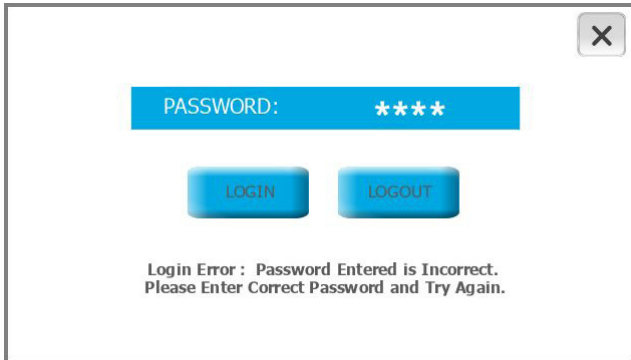 PASSWORD: ****
LOGIN LOGOUT
Login Error : Password Entered is Incorrect.
Please Enter Correct Password and Try Again.